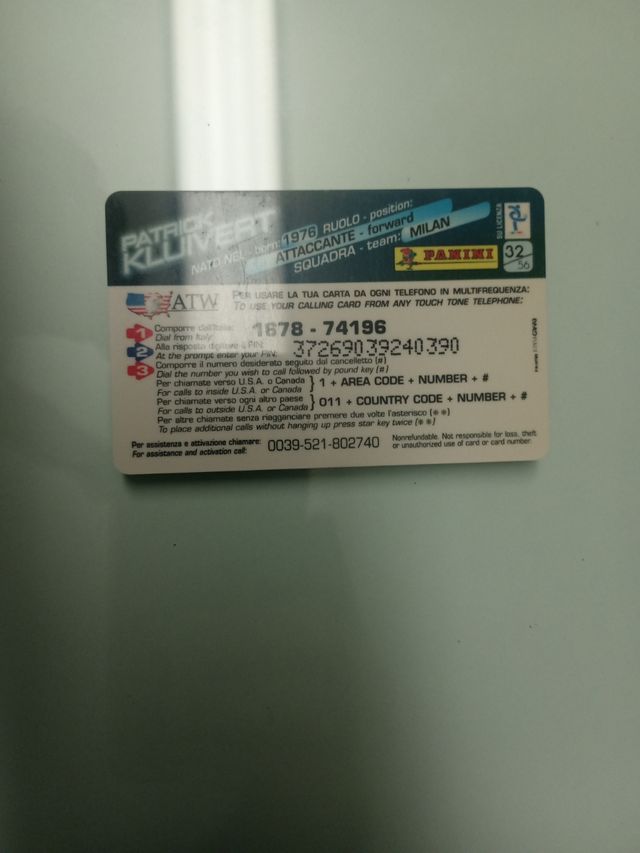 PATRICK
KLUIVERT
NATO NEL - born: 1976 RUOLO - position:
ATTACCANTE - forward
SQUADRA - team: MILAN
SU LICENZA
PANINI
32/56
ATW
PER USARE LA TUA CARTA DA OGNI TELEFONO IN MULTIFREQUENZA:
TO USE YOUR CALLING CARD FROM ANY TOUCH TONE TELEPHONE:
1 Comporre dall'Italia: 1678 - 74196
Dial from Italy
2 Alla risposta digitare il PIN: 37269039240390
At the prompt enter your PIN:
3 Comporre il numero desiderato seguito dal cancelletto (#)
Dial the number you wish to call followed by pound key (#)
Per chiamate verso U.S.A. o Canada } 1 + AREA CODE + NUMBER + #
For calls to inside U.S.A. or Canada
Per chiamate verso ogni altro paese } 011 + COUNTRY CODE + NUMBER + #
For calls to outside U.S.A. or Canada
Per altre chiamate senza riagganciare premere due volte l'asterisco (✱✱)
To place additional calls without hanging up press star key twice (✱✱)
Per assistenza e attivazione chiamare: 0039-521-802740
For assistance and activation call:
Nonrefundable. Not responsible for loss, theft
or unauthorized use of card or card number.